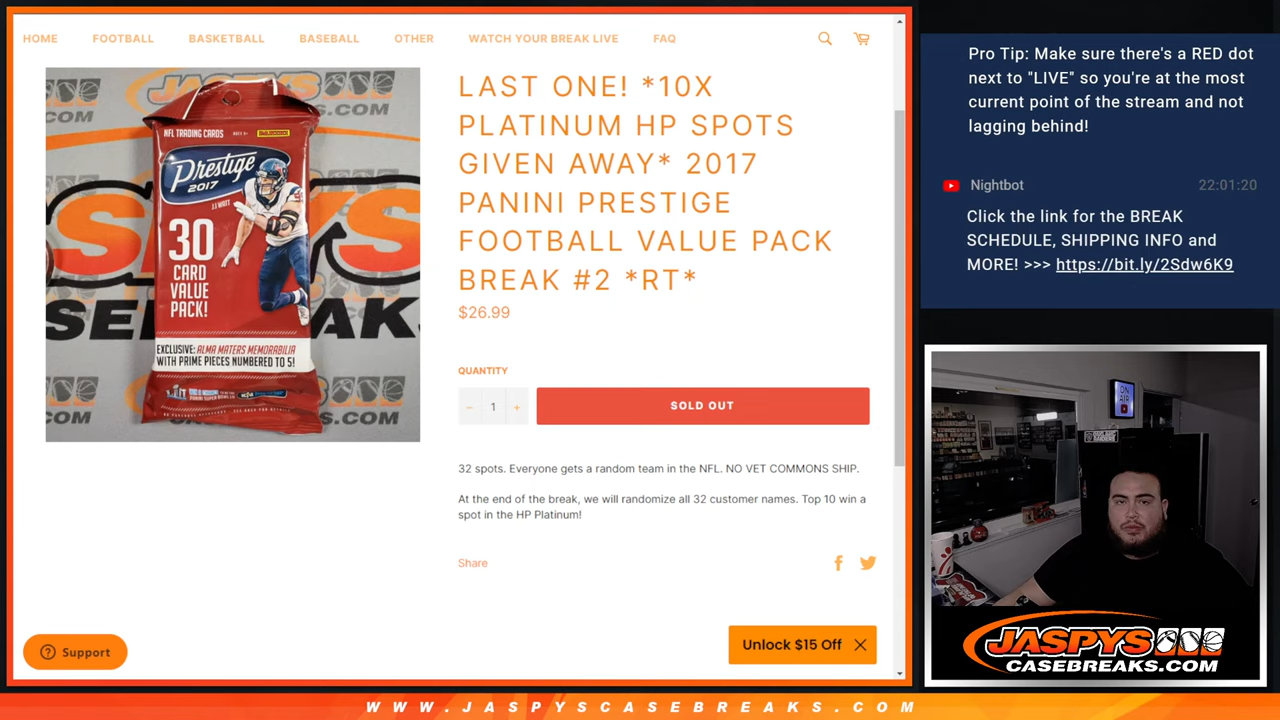 HOME FOOTBALL BASKETBALL BASEBALL OTHER WATCH YOUR BREAK LIVE FAQ
NFL TRADING CARDS
PANINI
Prestige
2017
J.J. WATT
30
CARD
VALUE
PACK!
EXCLUSIVE: ALMA MATERS MEMORABILIA
WITH PRIME PIECES NUMBERED TO 5!
LAST ONE! *10X
PLATINUM HP SPOTS
GIVEN AWAY* 2017
PANINI PRESTIGE
FOOTBALL VALUE PACK
BREAK #2 *RT*
$26.99
QUANTITY
− 1 +
SOLD OUT
32 spots. Everyone gets a random team in the NFL. NO VET COMMONS SHIP.
At the end of the break, we will randomize all 32 customer names. Top 10 win a
spot in the HP Platinum!
Share
Support
Unlock $15 Off
Pro Tip: Make sure there's a RED dot
next to "LIVE" so you're at the most
current point of the stream and not
lagging behind!
Nightbot 22:01:20
Click the link for the BREAK
SCHEDULE, SHIPPING INFO and
MORE! >>> https://bit.ly/2Sdw6K9
ON
AIR
JASPYS
CASEBREAKS.COM
WWW.JASPYSCASEBREAKS.COM